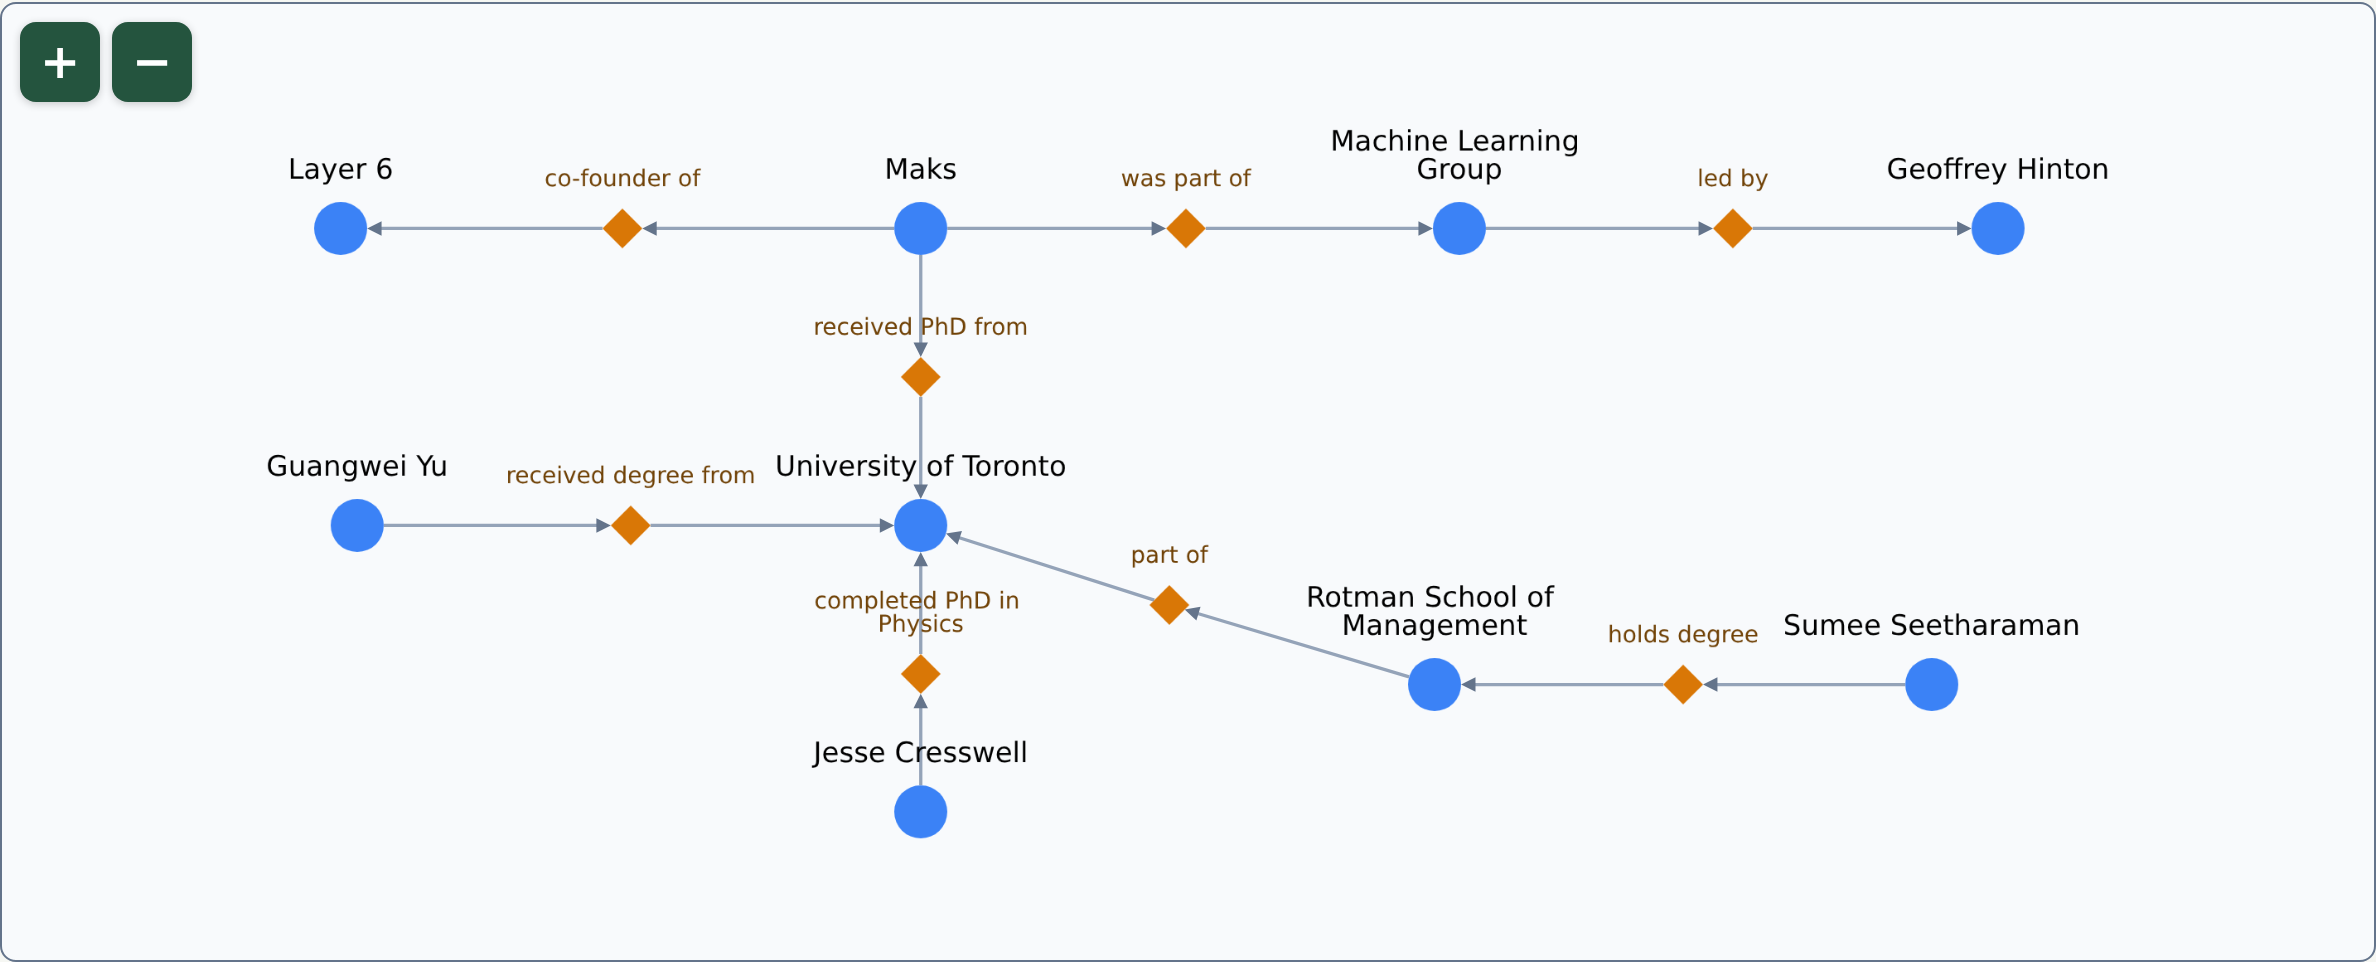 + −
Layer 6
co-founder of
Maks
was part of
Machine Learning
Group
led by
Geoffrey Hinton
received PhD from
Guangwei Yu
received degree from
University of Toronto
part of
completed PhD in
Physics
Rotman School of
Management
holds degree
Sumee Seetharaman
Jesse Cresswell